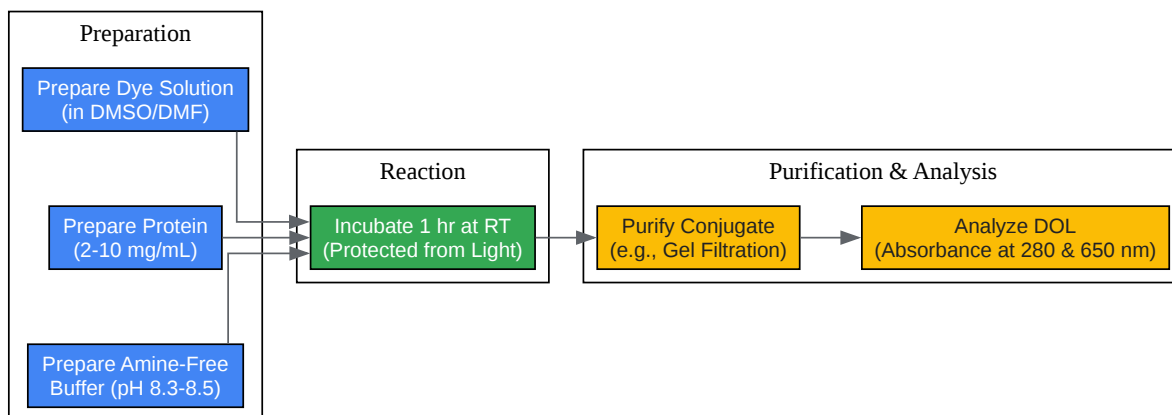 Preparation
Prepare Dye Solution
(in DMSO/DMF)
Prepare Protein
(2-10 mg/mL)
Prepare Amine-Free
Buffer (pH 8.3-8.5)
Reaction
Incubate 1 hr at RT
(Protected from Light)
Purification & Analysis
Purify Conjugate
(e.g., Gel Filtration)
Analyze DOL
(Absorbance at 280 & 650 nm)